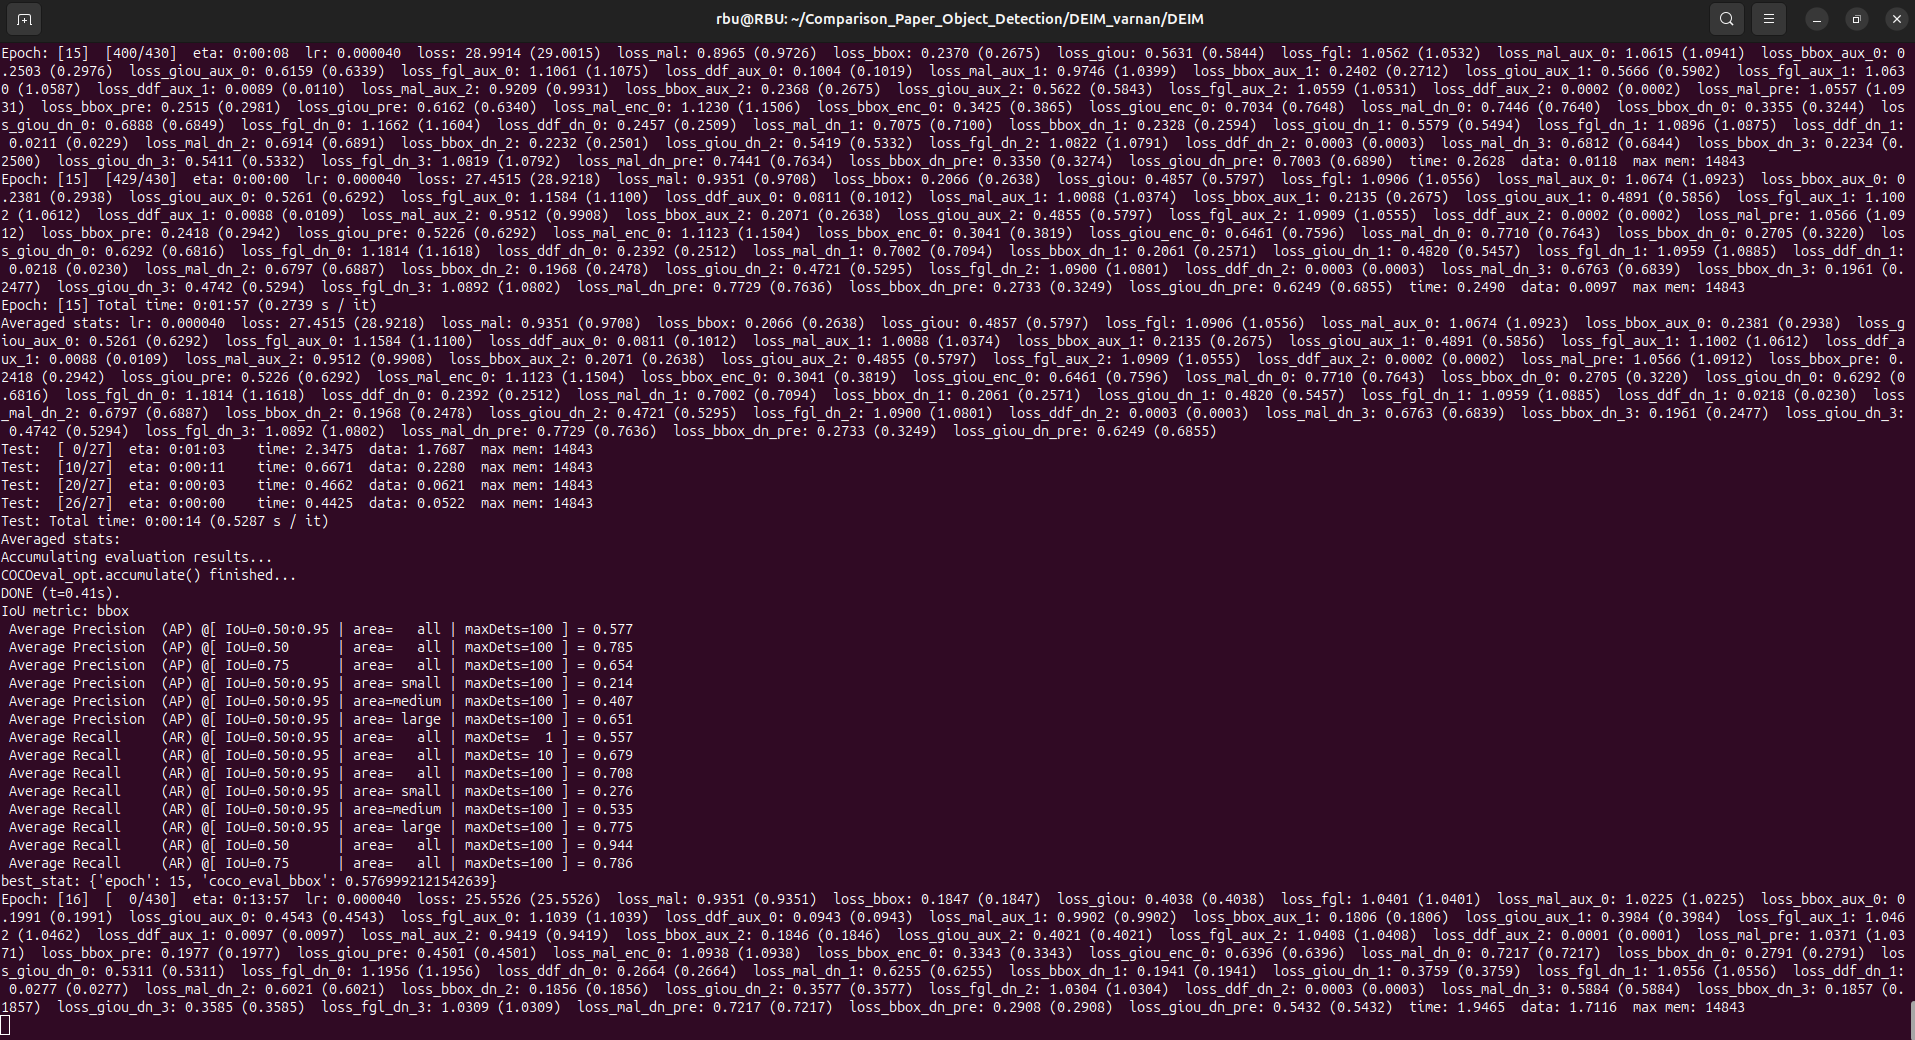 rbu@RBU: ~/Comparison_Paper_Object_Detection/DEIM_varnan/DEIM
Epoch: [15]  [400/430]  eta: 0:00:08  lr: 0.000040  loss: 28.9914 (29.0015)  loss_mal: 0.8965 (0.9726)  loss_bbox: 0.2370 (0.2675)  loss_giou: 0.5631 (0.5844)  loss_fgl: 1.0562 (1.0532)  loss_mal_aux_0: 1.0615 (1.0941)  loss_bbox_aux_0: 0
.2503 (0.2976)  loss_giou_aux_0: 0.6159 (0.6339)  loss_fgl_aux_0: 1.1061 (1.1075)  loss_ddf_aux_0: 0.1004 (0.1019)  loss_mal_aux_1: 0.9746 (1.0399)  loss_bbox_aux_1: 0.2402 (0.2712)  loss_giou_aux_1: 0.5666 (0.5902)  loss_fgl_aux_1: 1.063
0 (1.0587)  loss_ddf_aux_1: 0.0089 (0.0110)  loss_mal_aux_2: 0.9209 (0.9931)  loss_bbox_aux_2: 0.2368 (0.2675)  loss_giou_aux_2: 0.5622 (0.5843)  loss_fgl_aux_2: 1.0559 (1.0531)  loss_ddf_aux_2: 0.0002 (0.0002)  loss_mal_pre: 1.0557 (1.09
31)  loss_bbox_pre: 0.2515 (0.2981)  loss_giou_pre: 0.6162 (0.6340)  loss_mal_enc_0: 1.1230 (1.1506)  loss_bbox_enc_0: 0.3425 (0.3865)  loss_giou_enc_0: 0.7034 (0.7648)  loss_mal_dn_0: 0.7446 (0.7640)  loss_bbox_dn_0: 0.3355 (0.3244)  los
s_giou_dn_0: 0.6888 (0.6849)  loss_fgl_dn_0: 1.1662 (1.1604)  loss_ddf_dn_0: 0.2457 (0.2509)  loss_mal_dn_1: 0.7075 (0.7100)  loss_bbox_dn_1: 0.2328 (0.2594)  loss_giou_dn_1: 0.5579 (0.5494)  loss_fgl_dn_1: 1.0896 (1.0875)  loss_ddf_dn_1:
 0.0211 (0.0229)  loss_mal_dn_2: 0.6914 (0.6891)  loss_bbox_dn_2: 0.2232 (0.2501)  loss_giou_dn_2: 0.5419 (0.5332)  loss_fgl_dn_2: 1.0822 (1.0791)  loss_ddf_dn_2: 0.0003 (0.0003)  loss_mal_dn_3: 0.6812 (0.6844)  loss_bbox_dn_3: 0.2234 (0.
2500)  loss_giou_dn_3: 0.5411 (0.5332)  loss_fgl_dn_3: 1.0819 (1.0792)  loss_mal_dn_pre: 0.7441 (0.7634)  loss_bbox_dn_pre: 0.3350 (0.3274)  loss_giou_dn_pre: 0.7003 (0.6890)  time: 0.2628  data: 0.0118  max mem: 14843
Epoch: [15]  [429/430]  eta: 0:00:00  lr: 0.000040  loss: 27.4515 (28.9218)  loss_mal: 0.9351 (0.9708)  loss_bbox: 0.2066 (0.2638)  loss_giou: 0.4857 (0.5797)  loss_fgl: 1.0906 (1.0556)  loss_mal_aux_0: 1.0674 (1.0923)  loss_bbox_aux_0: 0
.2381 (0.2938)  loss_giou_aux_0: 0.5261 (0.6292)  loss_fgl_aux_0: 1.1584 (1.1100)  loss_ddf_aux_0: 0.0811 (0.1012)  loss_mal_aux_1: 1.0088 (1.0374)  loss_bbox_aux_1: 0.2135 (0.2675)  loss_giou_aux_1: 0.4891 (0.5856)  loss_fgl_aux_1: 1.100
2 (1.0612)  loss_ddf_aux_1: 0.0088 (0.0109)  loss_mal_aux_2: 0.9512 (0.9908)  loss_bbox_aux_2: 0.2071 (0.2638)  loss_giou_aux_2: 0.4855 (0.5797)  loss_fgl_aux_2: 1.0909 (1.0555)  loss_ddf_aux_2: 0.0002 (0.0002)  loss_mal_pre: 1.0566 (1.09
12)  loss_bbox_pre: 0.2418 (0.2942)  loss_giou_pre: 0.5226 (0.6292)  loss_mal_enc_0: 1.1123 (1.1504)  loss_bbox_enc_0: 0.3041 (0.3819)  loss_giou_enc_0: 0.6461 (0.7596)  loss_mal_dn_0: 0.7710 (0.7643)  loss_bbox_dn_0: 0.2705 (0.3220)  los
s_giou_dn_0: 0.6292 (0.6816)  loss_fgl_dn_0: 1.1814 (1.1618)  loss_ddf_dn_0: 0.2392 (0.2512)  loss_mal_dn_1: 0.7002 (0.7094)  loss_bbox_dn_1: 0.2061 (0.2571)  loss_giou_dn_1: 0.4820 (0.5457)  loss_fgl_dn_1: 1.0959 (1.0885)  loss_ddf_dn_1:
 0.0218 (0.0230)  loss_mal_dn_2: 0.6797 (0.6887)  loss_bbox_dn_2: 0.1968 (0.2478)  loss_giou_dn_2: 0.4721 (0.5295)  loss_fgl_dn_2: 1.0900 (1.0801)  loss_ddf_dn_2: 0.0003 (0.0003)  loss_mal_dn_3: 0.6763 (0.6839)  loss_bbox_dn_3: 0.1961 (0.
2477)  loss_giou_dn_3: 0.4742 (0.5294)  loss_fgl_dn_3: 1.0892 (1.0802)  loss_mal_dn_pre: 0.7729 (0.7636)  loss_bbox_dn_pre: 0.2733 (0.3249)  loss_giou_dn_pre: 0.6249 (0.6855)  time: 0.2490  data: 0.0097  max mem: 14843
Epoch: [15] Total time: 0:01:57 (0.2739 s / it)
Averaged stats: lr: 0.000040  loss: 27.4515 (28.9218)  loss_mal: 0.9351 (0.9708)  loss_bbox: 0.2066 (0.2638)  loss_giou: 0.4857 (0.5797)  loss_fgl: 1.0906 (1.0556)  loss_mal_aux_0: 1.0674 (1.0923)  loss_bbox_aux_0: 0.2381 (0.2938)  loss_g
iou_aux_0: 0.5261 (0.6292)  loss_fgl_aux_0: 1.1584 (1.1100)  loss_ddf_aux_0: 0.0811 (0.1012)  loss_mal_aux_1: 1.0088 (1.0374)  loss_bbox_aux_1: 0.2135 (0.2675)  loss_giou_aux_1: 0.4891 (0.5856)  loss_fgl_aux_1: 1.1002 (1.0612)  loss_ddf_a
ux_1: 0.0088 (0.0109)  loss_mal_aux_2: 0.9512 (0.9908)  loss_bbox_aux_2: 0.2071 (0.2638)  loss_giou_aux_2: 0.4855 (0.5797)  loss_fgl_aux_2: 1.0909 (1.0555)  loss_ddf_aux_2: 0.0002 (0.0002)  loss_mal_pre: 1.0566 (1.0912)  loss_bbox_pre: 0.
2418 (0.2942)  loss_giou_pre: 0.5226 (0.6292)  loss_mal_enc_0: 1.1123 (1.1504)  loss_bbox_enc_0: 0.3041 (0.3819)  loss_giou_enc_0: 0.6461 (0.7596)  loss_mal_dn_0: 0.7710 (0.7643)  loss_bbox_dn_0: 0.2705 (0.3220)  loss_giou_dn_0: 0.6292 (0
.6816)  loss_fgl_dn_0: 1.1814 (1.1618)  loss_ddf_dn_0: 0.2392 (0.2512)  loss_mal_dn_1: 0.7002 (0.7094)  loss_bbox_dn_1: 0.2061 (0.2571)  loss_giou_dn_1: 0.4820 (0.5457)  loss_fgl_dn_1: 1.0959 (1.0885)  loss_ddf_dn_1: 0.0218 (0.0230)  loss
_mal_dn_2: 0.6797 (0.6887)  loss_bbox_dn_2: 0.1968 (0.2478)  loss_giou_dn_2: 0.4721 (0.5295)  loss_fgl_dn_2: 1.0900 (1.0801)  loss_ddf_dn_2: 0.0003 (0.0003)  loss_mal_dn_3: 0.6763 (0.6839)  loss_bbox_dn_3: 0.1961 (0.2477)  loss_giou_dn_3:
 0.4742 (0.5294)  loss_fgl_dn_3: 1.0892 (1.0802)  loss_mal_dn_pre: 0.7729 (0.7636)  loss_bbox_dn_pre: 0.2733 (0.3249)  loss_giou_dn_pre: 0.6249 (0.6855)
Test:  [ 0/27]  eta: 0:01:03    time: 2.3475  data: 1.7687  max mem: 14843
Test:  [10/27]  eta: 0:00:11    time: 0.6671  data: 0.2280  max mem: 14843
Test:  [20/27]  eta: 0:00:03    time: 0.4662  data: 0.0621  max mem: 14843
Test:  [26/27]  eta: 0:00:00    time: 0.4425  data: 0.0522  max mem: 14843
Test: Total time: 0:00:14 (0.5287 s / it)
Averaged stats:
Accumulating evaluation results...
COCOeval_opt.accumulate() finished...
DONE (t=0.41s).
IoU metric: bbox
 Average Precision  (AP) @[ IoU=0.50:0.95 | area=   all | maxDets=100 ] = 0.577
 Average Precision  (AP) @[ IoU=0.50      | area=   all | maxDets=100 ] = 0.785
 Average Precision  (AP) @[ IoU=0.75      | area=   all | maxDets=100 ] = 0.654
 Average Precision  (AP) @[ IoU=0.50:0.95 | area= small | maxDets=100 ] = 0.214
 Average Precision  (AP) @[ IoU=0.50:0.95 | area=medium | maxDets=100 ] = 0.407
 Average Precision  (AP) @[ IoU=0.50:0.95 | area= large | maxDets=100 ] = 0.651
 Average Recall     (AR) @[ IoU=0.50:0.95 | area=   all | maxDets=  1 ] = 0.557
 Average Recall     (AR) @[ IoU=0.50:0.95 | area=   all | maxDets= 10 ] = 0.679
 Average Recall     (AR) @[ IoU=0.50:0.95 | area=   all | maxDets=100 ] = 0.708
 Average Recall     (AR) @[ IoU=0.50:0.95 | area= small | maxDets=100 ] = 0.276
 Average Recall     (AR) @[ IoU=0.50:0.95 | area=medium | maxDets=100 ] = 0.535
 Average Recall     (AR) @[ IoU=0.50:0.95 | area= large | maxDets=100 ] = 0.775
 Average Recall     (AR) @[ IoU=0.50      | area=   all | maxDets=100 ] = 0.944
 Average Recall     (AR) @[ IoU=0.75      | area=   all | maxDets=100 ] = 0.786
best_stat: {'epoch': 15, 'coco_eval_bbox': 0.5769992121542639}
Epoch: [16]  [  0/430]  eta: 0:13:57  lr: 0.000040  loss: 25.5526 (25.5526)  loss_mal: 0.9351 (0.9351)  loss_bbox: 0.1847 (0.1847)  loss_giou: 0.4038 (0.4038)  loss_fgl: 1.0401 (1.0401)  loss_mal_aux_0: 1.0225 (1.0225)  loss_bbox_aux_0: 0
.1991 (0.1991)  loss_giou_aux_0: 0.4543 (0.4543)  loss_fgl_aux_0: 1.1039 (1.1039)  loss_ddf_aux_0: 0.0943 (0.0943)  loss_mal_aux_1: 0.9902 (0.9902)  loss_bbox_aux_1: 0.1806 (0.1806)  loss_giou_aux_1: 0.3984 (0.3984)  loss_fgl_aux_1: 1.046
2 (1.0462)  loss_ddf_aux_1: 0.0097 (0.0097)  loss_mal_aux_2: 0.9419 (0.9419)  loss_bbox_aux_2: 0.1846 (0.1846)  loss_giou_aux_2: 0.4021 (0.4021)  loss_fgl_aux_2: 1.0408 (1.0408)  loss_ddf_aux_2: 0.0001 (0.0001)  loss_mal_pre: 1.0371 (1.03
71)  loss_bbox_pre: 0.1977 (0.1977)  loss_giou_pre: 0.4501 (0.4501)  loss_mal_enc_0: 1.0938 (1.0938)  loss_bbox_enc_0: 0.3343 (0.3343)  loss_giou_enc_0: 0.6396 (0.6396)  loss_mal_dn_0: 0.7217 (0.7217)  loss_bbox_dn_0: 0.2791 (0.2791)  los
s_giou_dn_0: 0.5311 (0.5311)  loss_fgl_dn_0: 1.1956 (1.1956)  loss_ddf_dn_0: 0.2664 (0.2664)  loss_mal_dn_1: 0.6255 (0.6255)  loss_bbox_dn_1: 0.1941 (0.1941)  loss_giou_dn_1: 0.3759 (0.3759)  loss_fgl_dn_1: 1.0556 (1.0556)  loss_ddf_dn_1:
 0.0277 (0.0277)  loss_mal_dn_2: 0.6021 (0.6021)  loss_bbox_dn_2: 0.1856 (0.1856)  loss_giou_dn_2: 0.3577 (0.3577)  loss_fgl_dn_2: 1.0304 (1.0304)  loss_ddf_dn_2: 0.0003 (0.0003)  loss_mal_dn_3: 0.5884 (0.5884)  loss_bbox_dn_3: 0.1857 (0.
1857)  loss_giou_dn_3: 0.3585 (0.3585)  loss_fgl_dn_3: 1.0309 (1.0309)  loss_mal_dn_pre: 0.7217 (0.7217)  loss_bbox_dn_pre: 0.2908 (0.2908)  loss_giou_dn_pre: 0.5432 (0.5432)  time: 1.9465  data: 1.7116  max mem: 14843